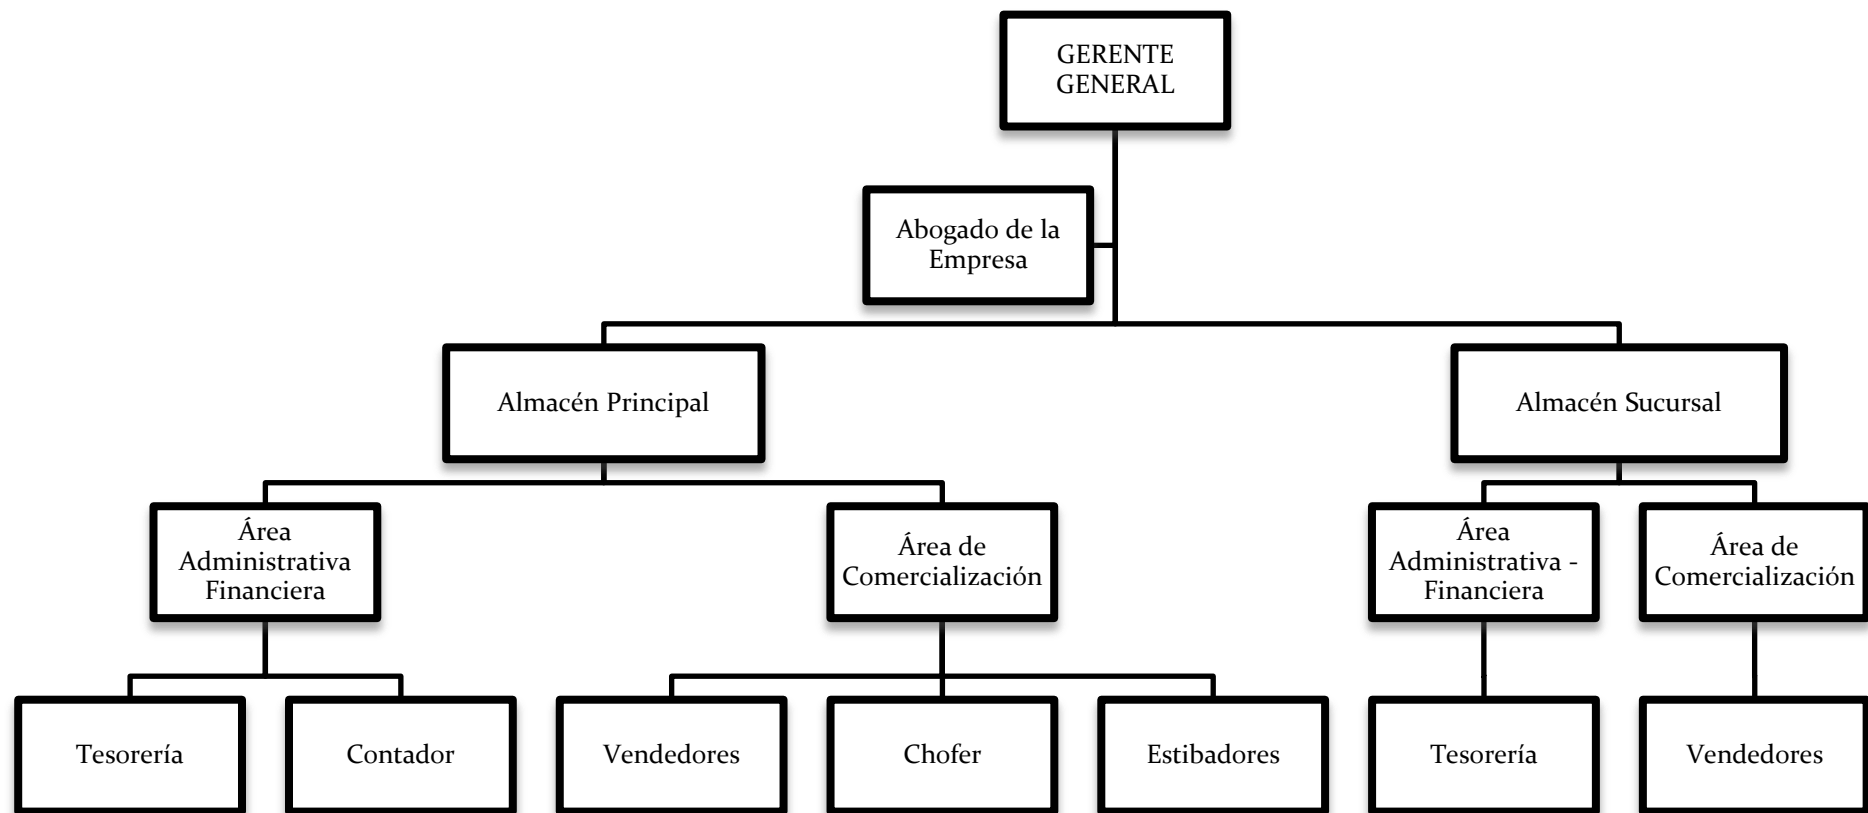 GERENTE
GENERAL
Abogado de la
Empresa
Almacén Principal
Almacén Sucursal
Área
Administrativa
Financiera
Área de
Comercialización
Área
Administrativa -
Financiera
Área de
Comercialización
Tesorería
Contador
Vendedores
Chofer
Estibadores
Tesorería
Vendedores